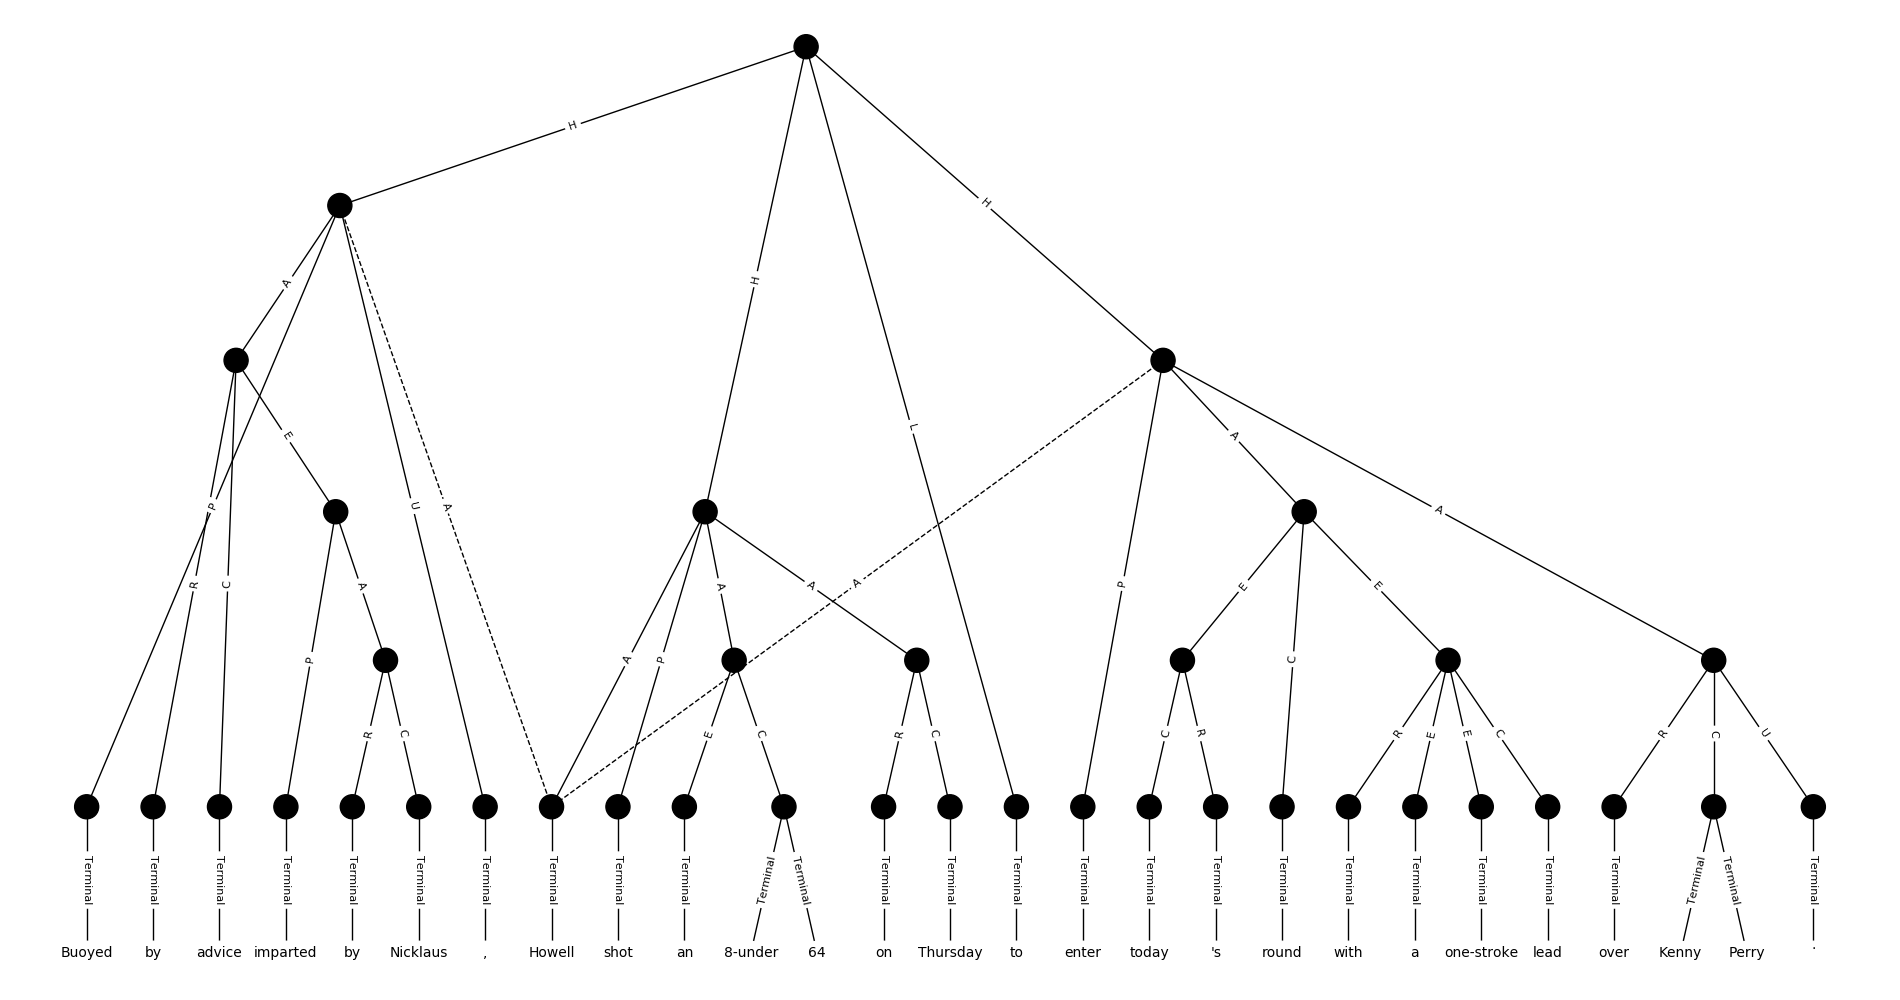 H
H
H
A
L
P
R
C
E
U
A
A
A
P
P
A
R
C
A
P
A
A
E
C
R
C
P
A
A
E
C
E
C
R
R
E
E
C
R
C
U
Terminal Terminal Terminal Terminal Terminal Terminal Terminal Terminal Terminal Terminal Terminal Terminal Terminal Terminal Terminal Terminal Terminal Terminal Terminal Terminal Terminal Terminal Terminal Terminal Terminal Terminal Terminal
Buoyed by advice imparted by Nicklaus , Howell shot an 8-under 64 on Thursday to enter today 's round with a one-stroke lead over Kenny Perry .